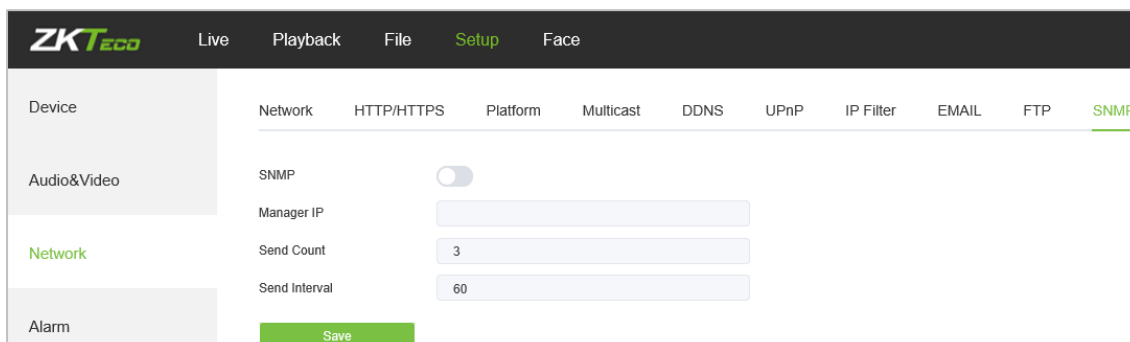 ZKTECO Live Playback File Setup Face
Device
Audio&Video
Network
Alarm
Network HTTP/HTTPS Platform Multicast DDNS UPnP IP Filter EMAIL FTP SNMP
SNMP
Manager IP
Send Count 3
Send Interval 60
Save